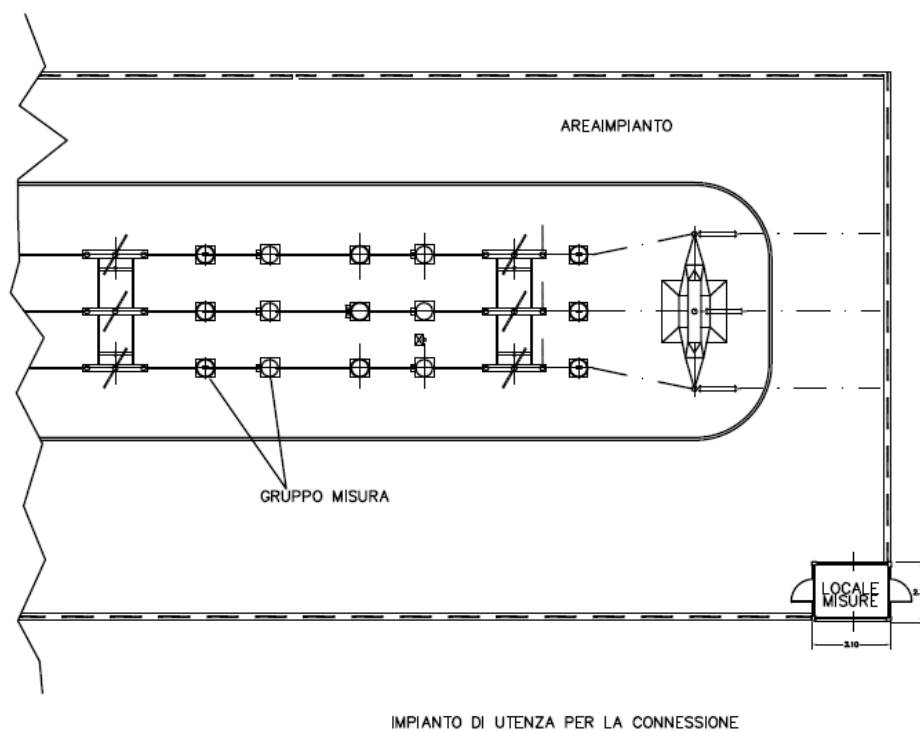 AREAIMPIANTO
GRUPPO MISURA
LOCALE
MISURE
3.10
IMPIANTO DI UTENZA PER LA CONNESSIONE